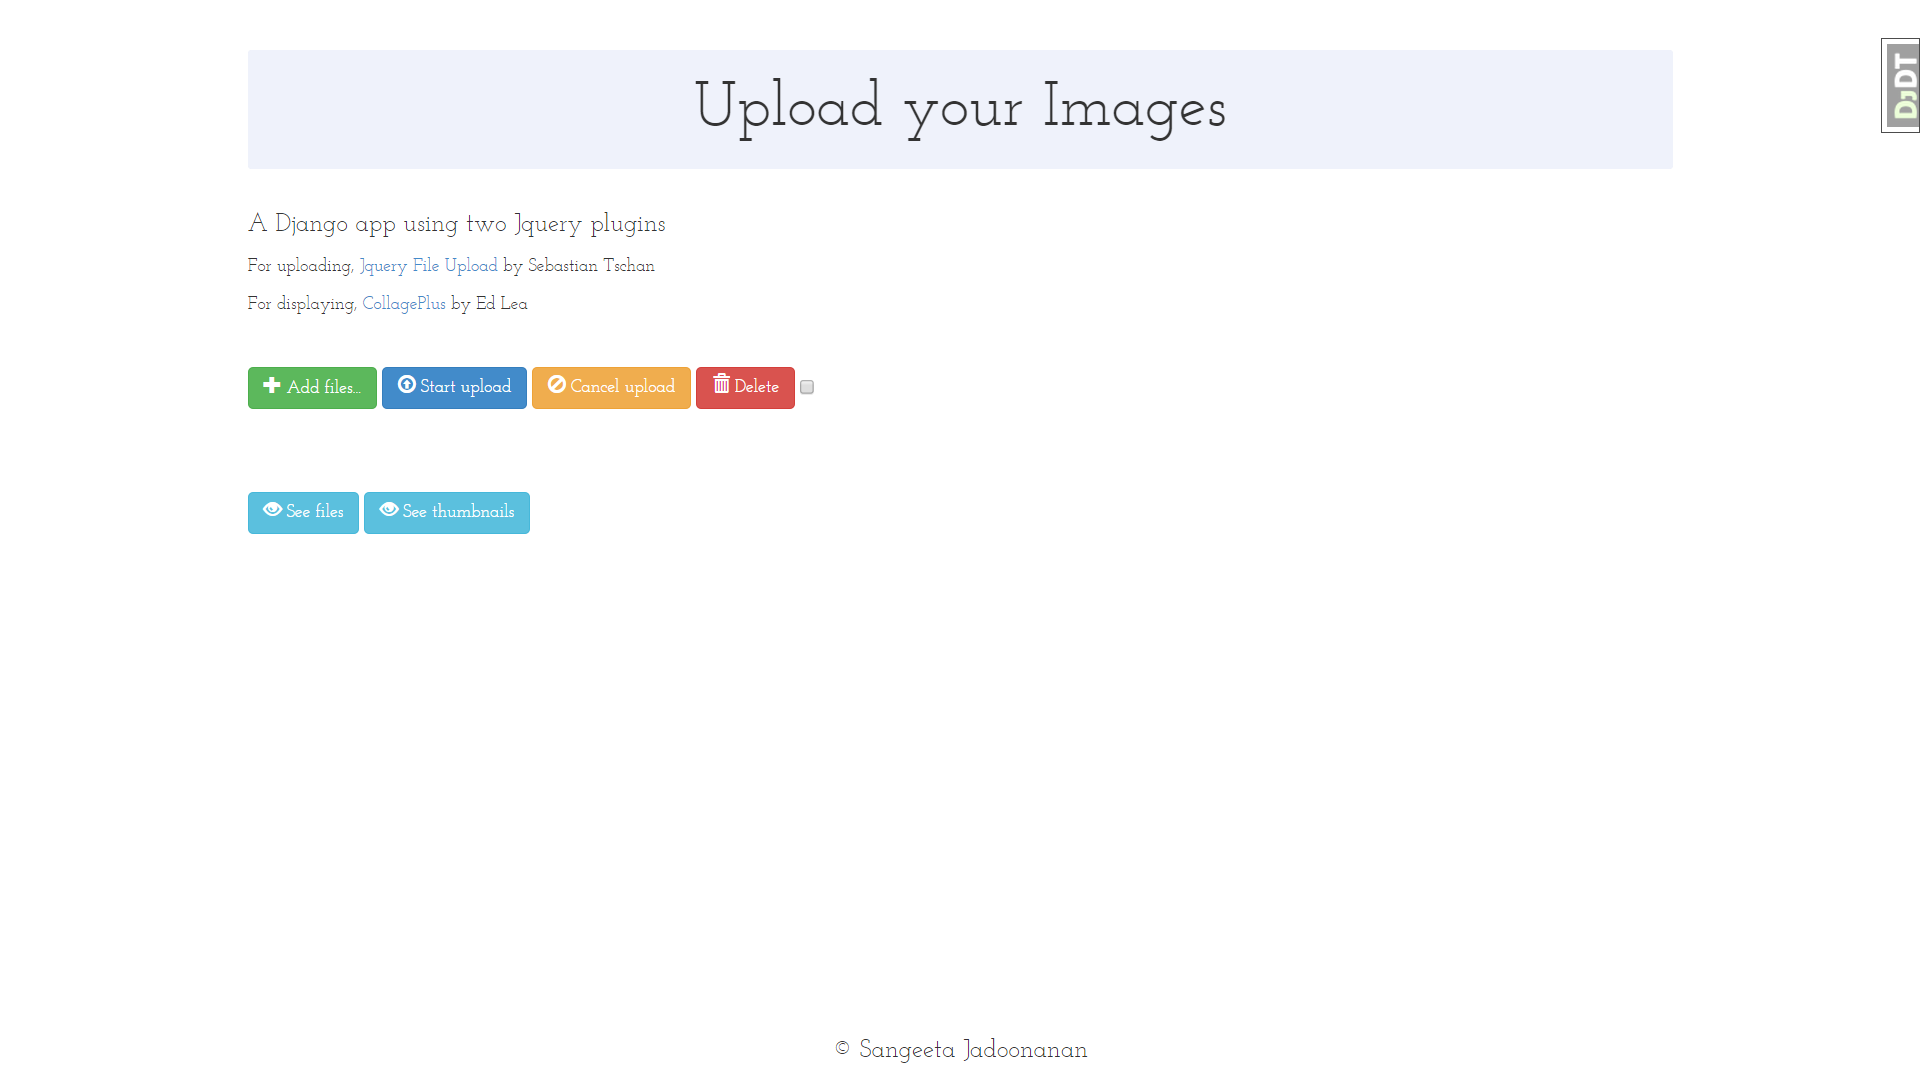 Upload your Images
DjDT
A Django app using two Jquery plugins
For uploading, Jquery File Upload by Sebastian Tschan
For displaying, CollagePlus by Ed Lea
Add files...
Start upload
Cancel upload
Delete
See files
See thumbnails
© Sangeeta Jadoonanan